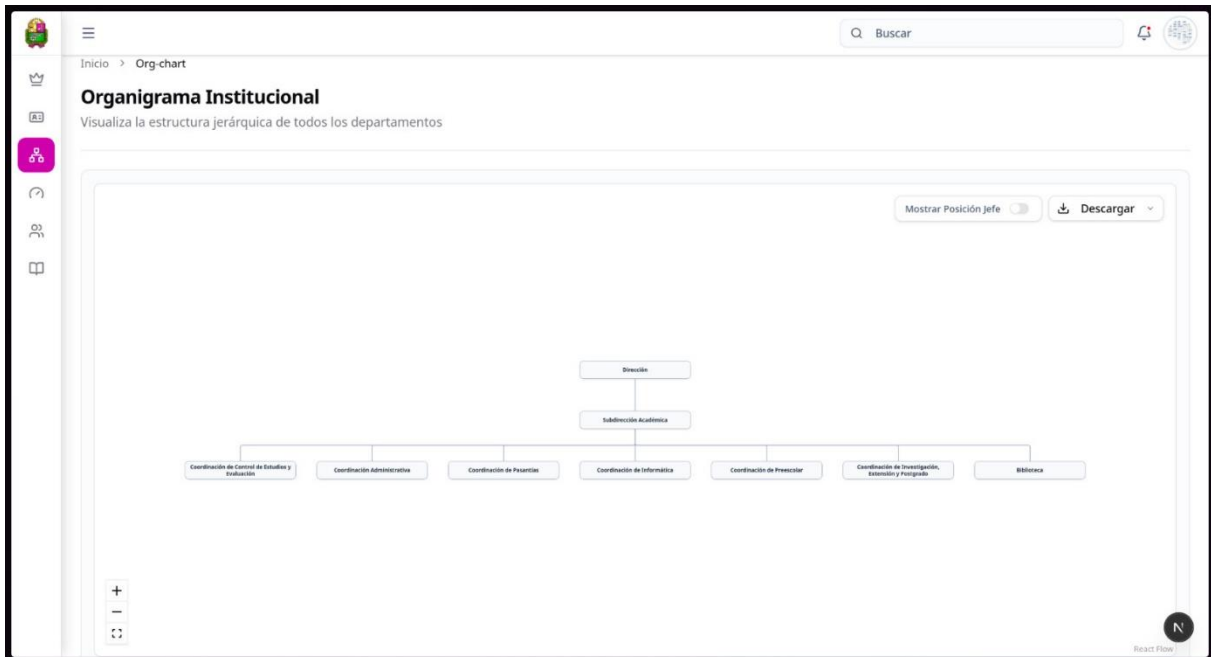 Buscar
Inicio > Org-chart
Organigrama Institucional
Visualiza la estructura jerárquica de todos los departamentos
Mostrar Posición Jefe
Descargar
Dirección
Subdirección Académica
Coordinación de Control de Estudios y
Evaluación
Coordinación Administrativa
Coordinación de Pasantías
Coordinación de Informática
Coordinación de Preescolar
Coordinación de Investigación,
Extensión y Postgrado
Biblioteca
N
React Flow